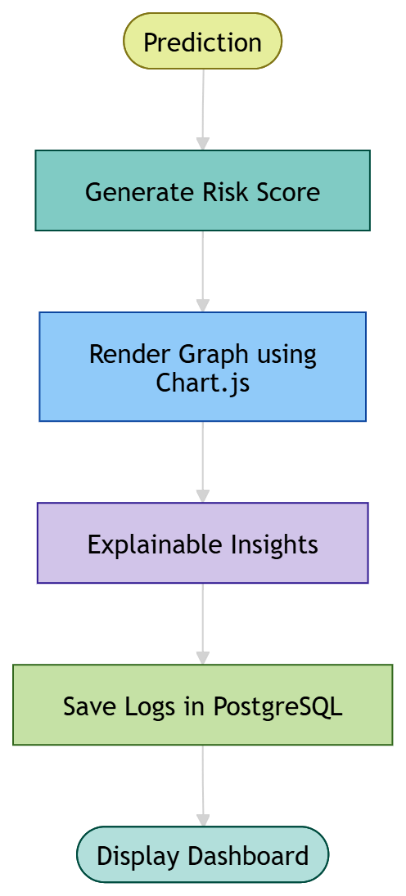 Prediction
Generate Risk Score
Render Graph using
Chart.js
Explainable Insights
Save Logs in PostgreSQL
Display Dashboard